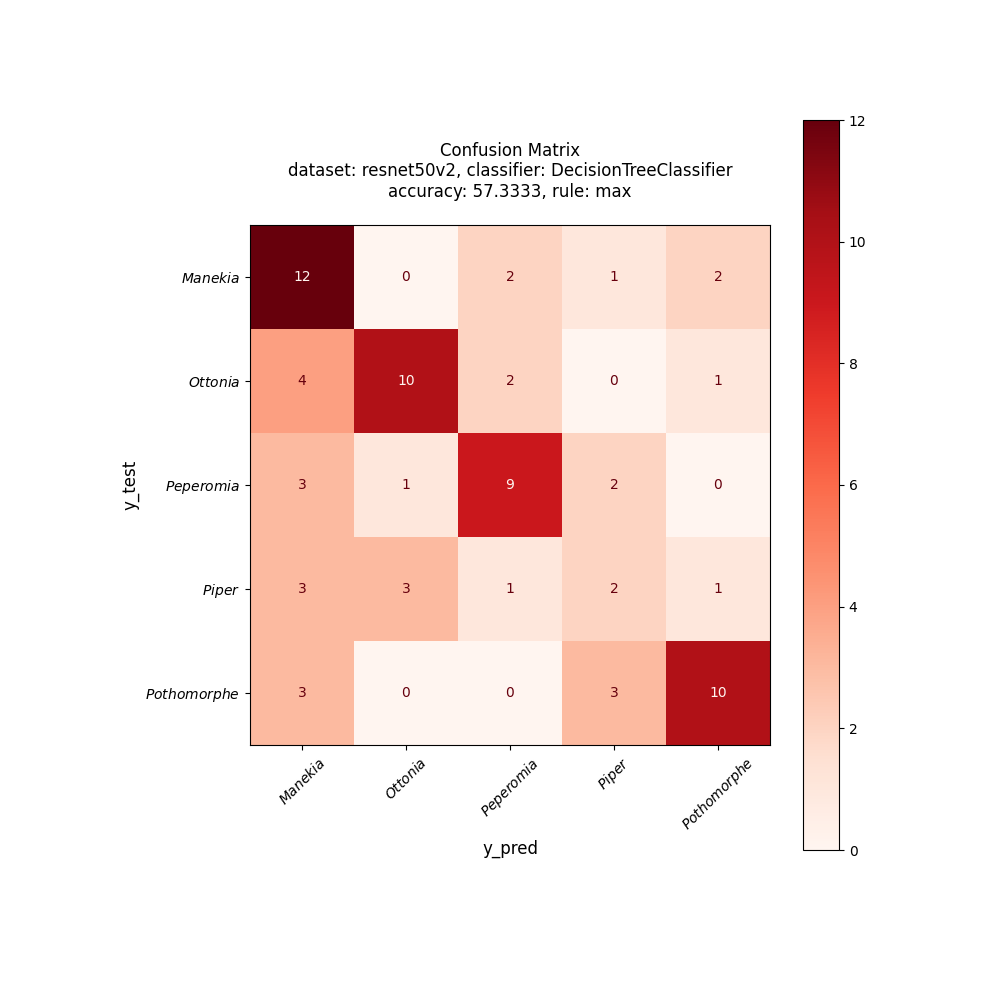 Confusion Matrix
dataset: resnet50v2, classifier: DecisionTreeClassifier
accuracy: 57.3333, rule: max
Manekia 12 0 2 1 2
Ottonia 4 10 2 0 1
Peperomia 3 1 9 2 0
Piper 3 3 1 2 1
Pothomorphe 3 0 0 3 10
Manekia Ottonia Peperomia Piper Pothomorphe
y_pred
y_test
12
10
8
6
4
2
0